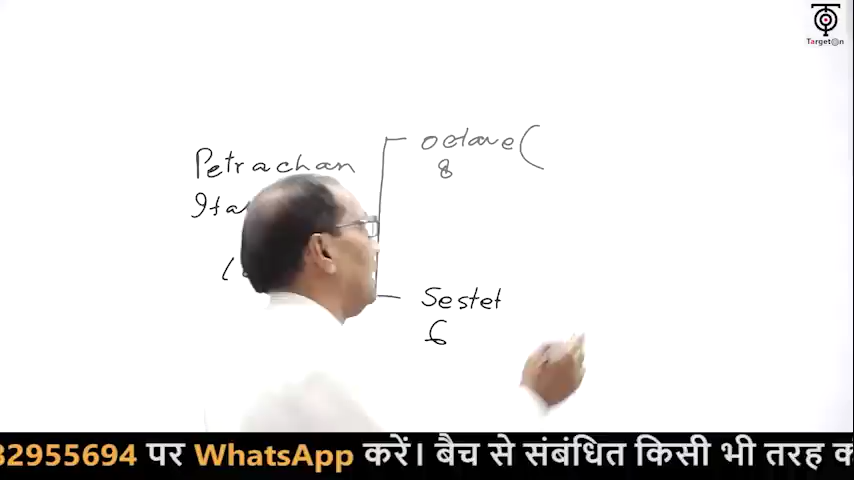 TargetOn
Petrachan
octave (
8
Sestet
6
32955694 पर WhatsApp करें। बैच से संबंधित किसी भी तरह